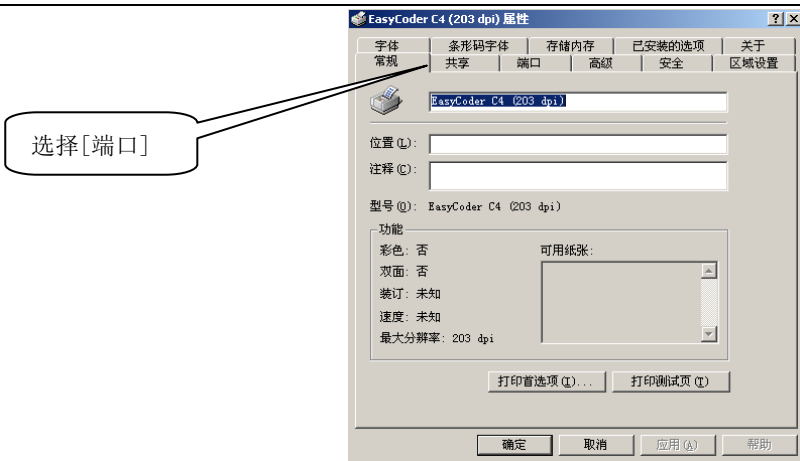 EasyCoder C4 (203 dpi) 属性
字体 条形码字体 存储内存 已安装的选项 关于
常规 共享 端口 高级 安全 区域设置
选择[端口]
EasyCoder C4 (203 dpi)
位置(L):
注释(C):
型号(O): EasyCoder C4 (203 dpi)
功能
彩色: 否 可用纸张:
双面: 否
装订: 未知
速度: 未知
最大分辨率: 203 dpi
打印首选项(I)... 打印测试页(T)
确定 取消 应用(A) 帮助